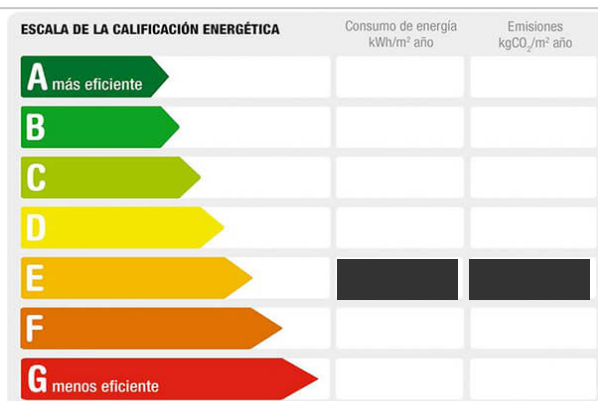 ESCALA DE LA CALIFICACIÓN ENERGÉTICA
Consumo de energía
kWh/m² año
Emisiones
kgCO₂/m² año
A más eficiente
B
C
D
E
F
G menos eficiente